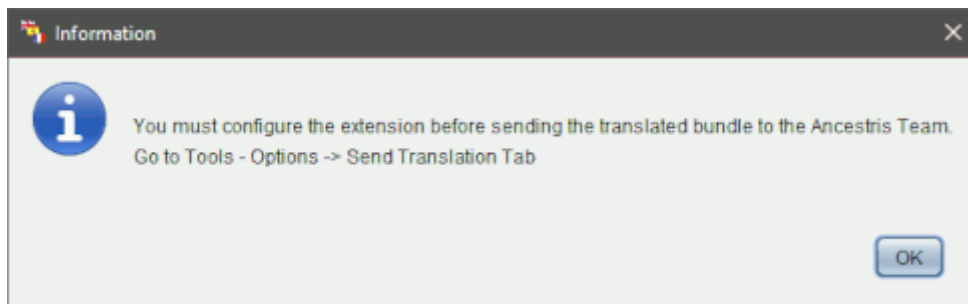 Information
You must configure the extension before sending the translated bundle to the Ancestris Team.
Go to Tools - Options -> Send Translation Tab
OK